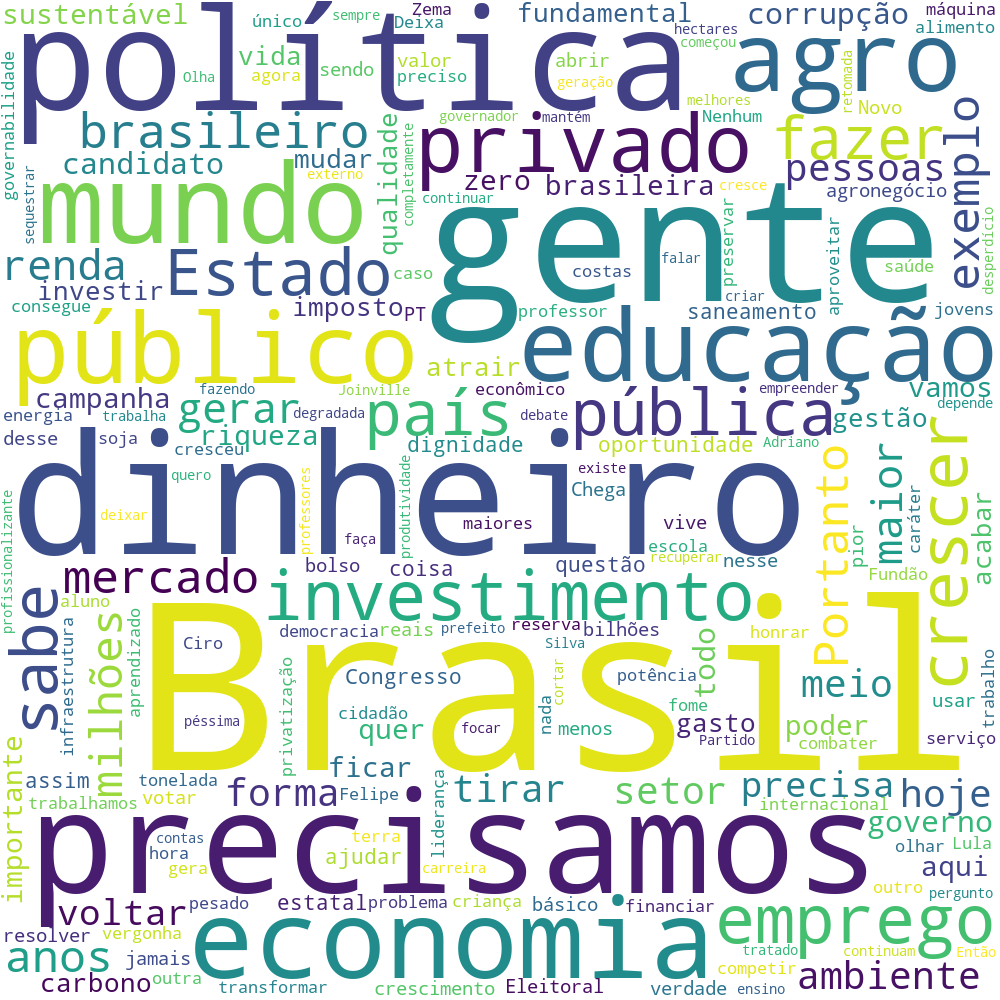 sustentável
política
único
sempre
Zema
Deixa
fundamental
hectares
corrupção
máquina
alimento
começou
governabilidade
Olha
vida
agora
sendo
valor
preciso
abrir
geração
agro
retomada
brasileiro
melhores
Nenhum
Novo
exemplo
governador
mantém
privado
fazer
candidato
mudar
externo
qualidade
completamente
zero
brasileira
cresce
pessoas
agronegócio
sequestrar
mundo
continuar
gente
preservar
aproveitar
desperdício
renda
Estado
caso
costas
falar
saúde
investir
criar
consegue
imposto
PT
professor
saneamento
jovens
público
educação
atrair
campanha
fazendo
Joinville
econômico
empreender
vamos
depende
energia
trabalha
gerar
degradada
país
debate
pública
gestão
desse
soja
cresceu
riqueza
dignidade
oportunidade
Adriano
crescer
quero
existe
Chega
Portanto
maior
caráter
acabar
dinheiro
profissionalizante
deixar
professores
faça
produtividade
maiores
vive
escola
pior
mercado
bolso
coisa
questão
recuperar
nesse
Fundão
sabe
aluno
investimento
milhões
aprendizado
infraestrutura
Ciro
democracia
reais
prefeito
reserva
Silva
bilhões
honrar
Brasil
Congresso
cortar
potência
todo
meio
trabalho
péssima
privatização
cidadão
focar
nada
fome
usar
quer
menos
gasto
Partido
poder
combater
serviço
importante
assim
tonelada
ficar
liderança
trabalhamos
votar
forma
Felipe
tirar
setor
precisa
internacional
hoje
governo
precisamos
contas
hora
gera
terra
ajudar
carreira
olhar
Lula
aqui
outro
pergunto
voltar
pesado
estatal
problema
criança
básico
financiar
emprego
resolver
vergonha
economia
anos
jamais
tratado
continuam
Então
carbono
outra
transformar
crescimento
Eleitoral
verdade
competir
ensino
ambiente